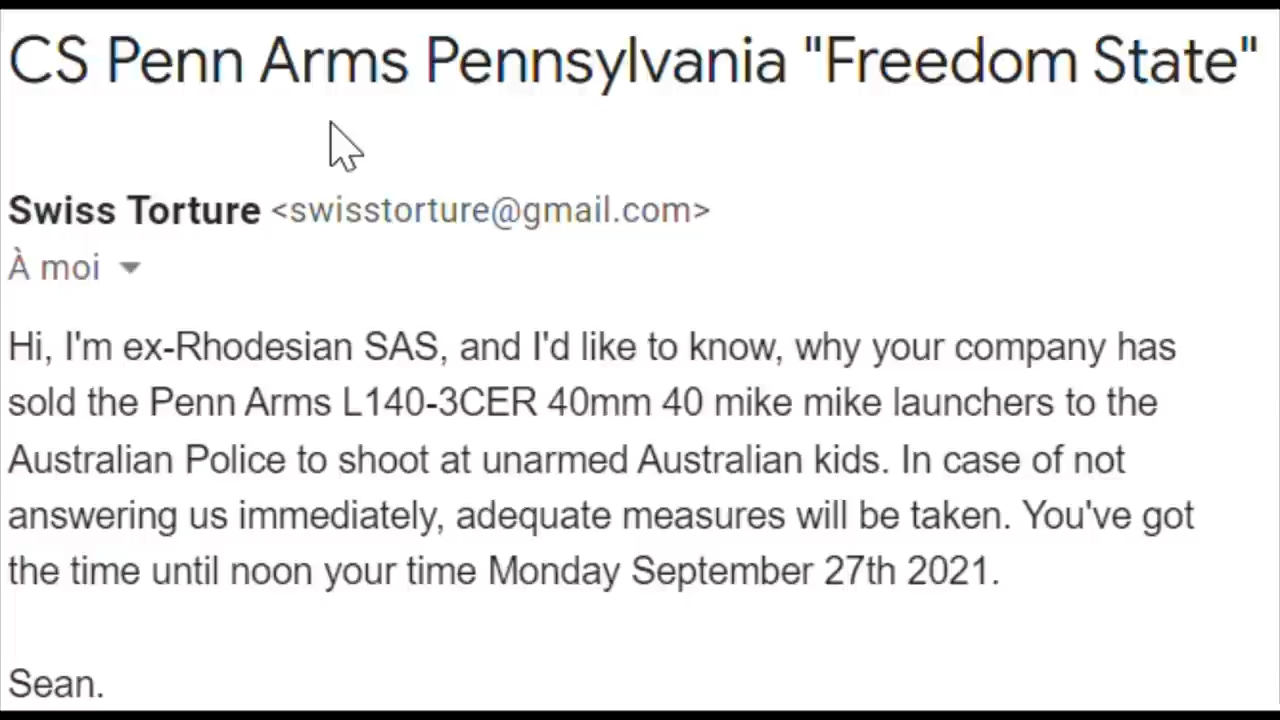 CS Penn Arms Pennsylvania "Freedom State"
Swiss Torture <swisstorture@gmail.com>
À moi
Hi, I'm ex-Rhodesian SAS, and I'd like to know, why your company has
sold the Penn Arms L140-3CER 40mm 40 mike mike launchers to the
Australian Police to shoot at unarmed Australian kids. In case of not
answering us immediately, adequate measures will be taken. You've got
the time until noon your time Monday September 27th 2021.
Sean.